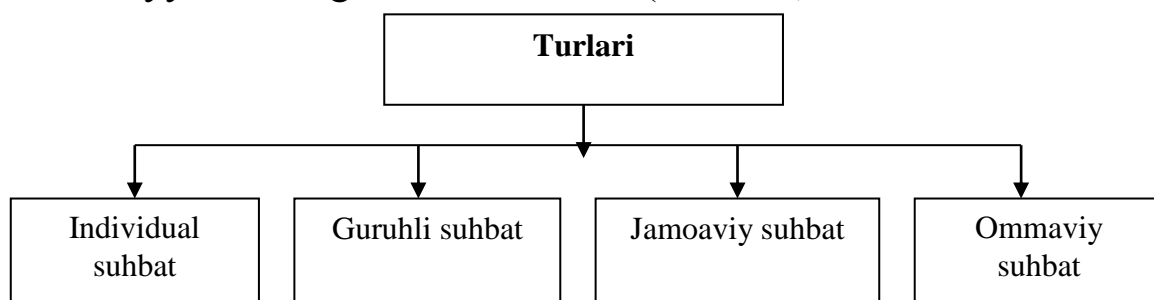 Turlari
Individual
suhbat
Guruhli suhbat
Jamoaviy suhbat
Ommaviy
suhbat